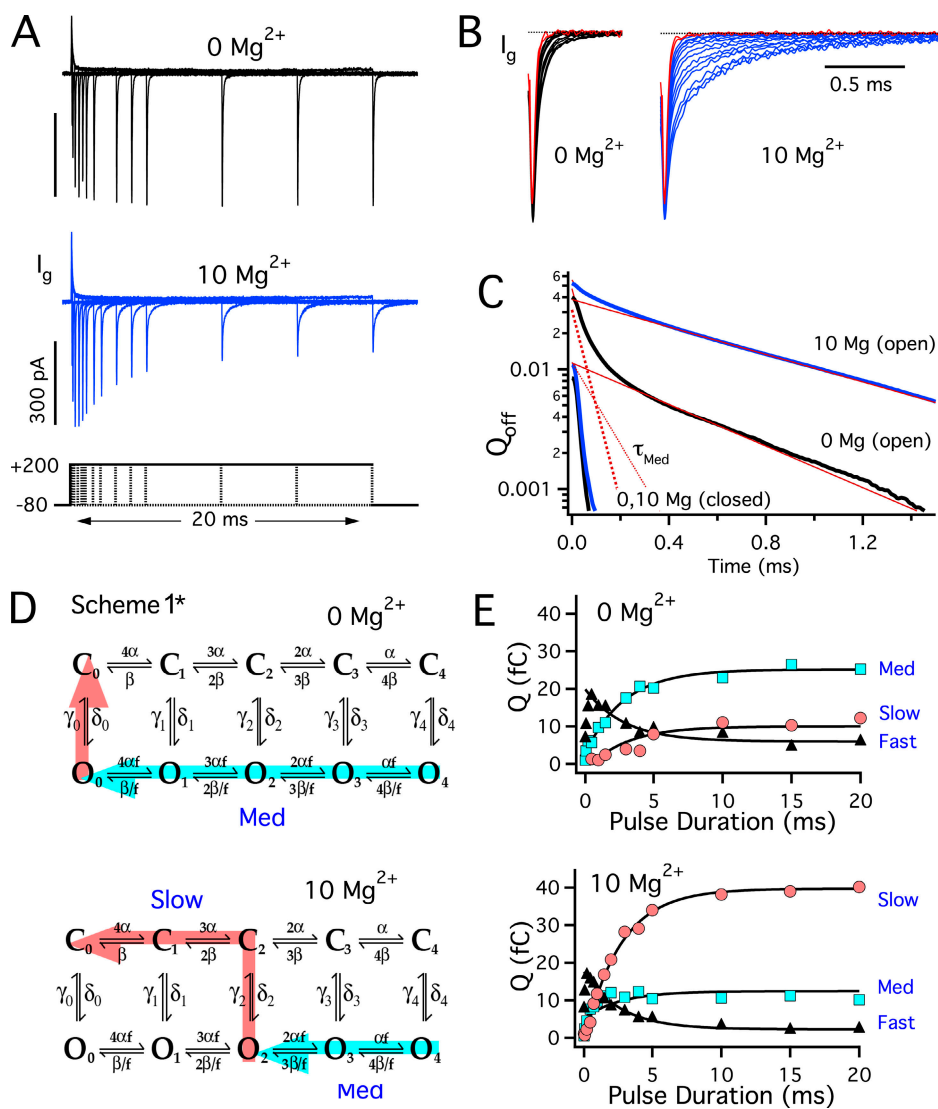 A
0 Mg2+
Ig
10 Mg2+
300 pA
+200
-80
20 ms
B
Ig
0 Mg2+
10 Mg2+
0.5 ms
C
Qoff
6
4
2
0.01
6
4
2
0.001
10 Mg (open)
0 Mg (open)
τMed
0,10 Mg (closed)
0.0 0.4 0.8 1.2
Time (ms)
D
Scheme 1*
0 Mg2+
C0 4α β C1 3α 2β C2 2α 3β C3 α 4β C4
γ0 δ0 γ1 δ1 γ2 δ2 γ3 δ3 γ4 δ4
O0 4αf β/f O1 3αf 2β/f O2 2αf 3β/f O3 αf 4β/f O4
Med
10 Mg2+
Slow
C0 4α β C1 3α 2β C2 2α 3β C3 α 4β C4
γ0 δ0 γ1 δ1 γ2 δ2 γ3 δ3 γ4 δ4
O0 4αf β/f O1 3αf 2β/f O2 2αf 3β/f O3 αf 4β/f O4
Med
E
0 Mg2+
Q (fC)
40
20
0
Med
Slow
Fast
0 5 10 15 20
Pulse Duration (ms)
10 Mg2+
Q (fC)
40
30
20
10
0
Slow
Med
Fast
0 5 10 15 20
Pulse Duration (ms)